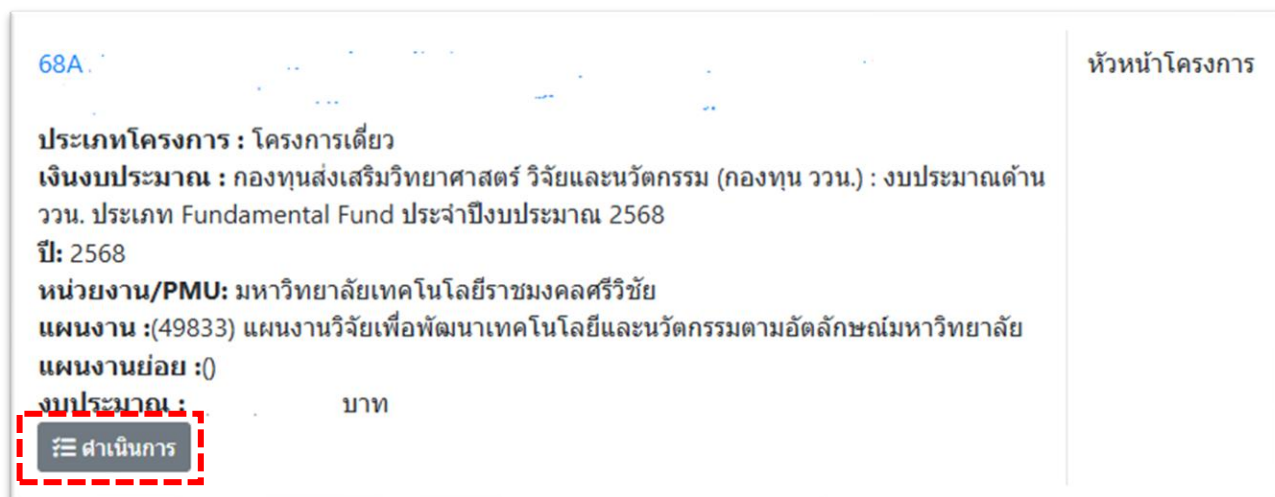 68A
หัวหน้าโครงการ
ประเภทโครงการ : โครงการเดี่ยว
เงินงบประมาณ : กองทุนส่งเสริมวิทยาศาสตร์ วิจัยและนวัตกรรม (กองทุน ววน.) : งบประมาณด้าน
ววน. ประเภท Fundamental Fund ประจำปีงบประมาณ 2568
ปี: 2568
หน่วยงาน/PMU: มหาวิทยาลัยเทคโนโลยีราชมงคลศรีวิชัย
แผนงาน :(49833) แผนงานวิจัยเพื่อพัฒนาเทคโนโลยีและนวัตกรรมตามอัตลักษณ์มหาวิทยาลัย
แผนงานย่อย :()
งบประมาณ : บาท
ดำเนินการ